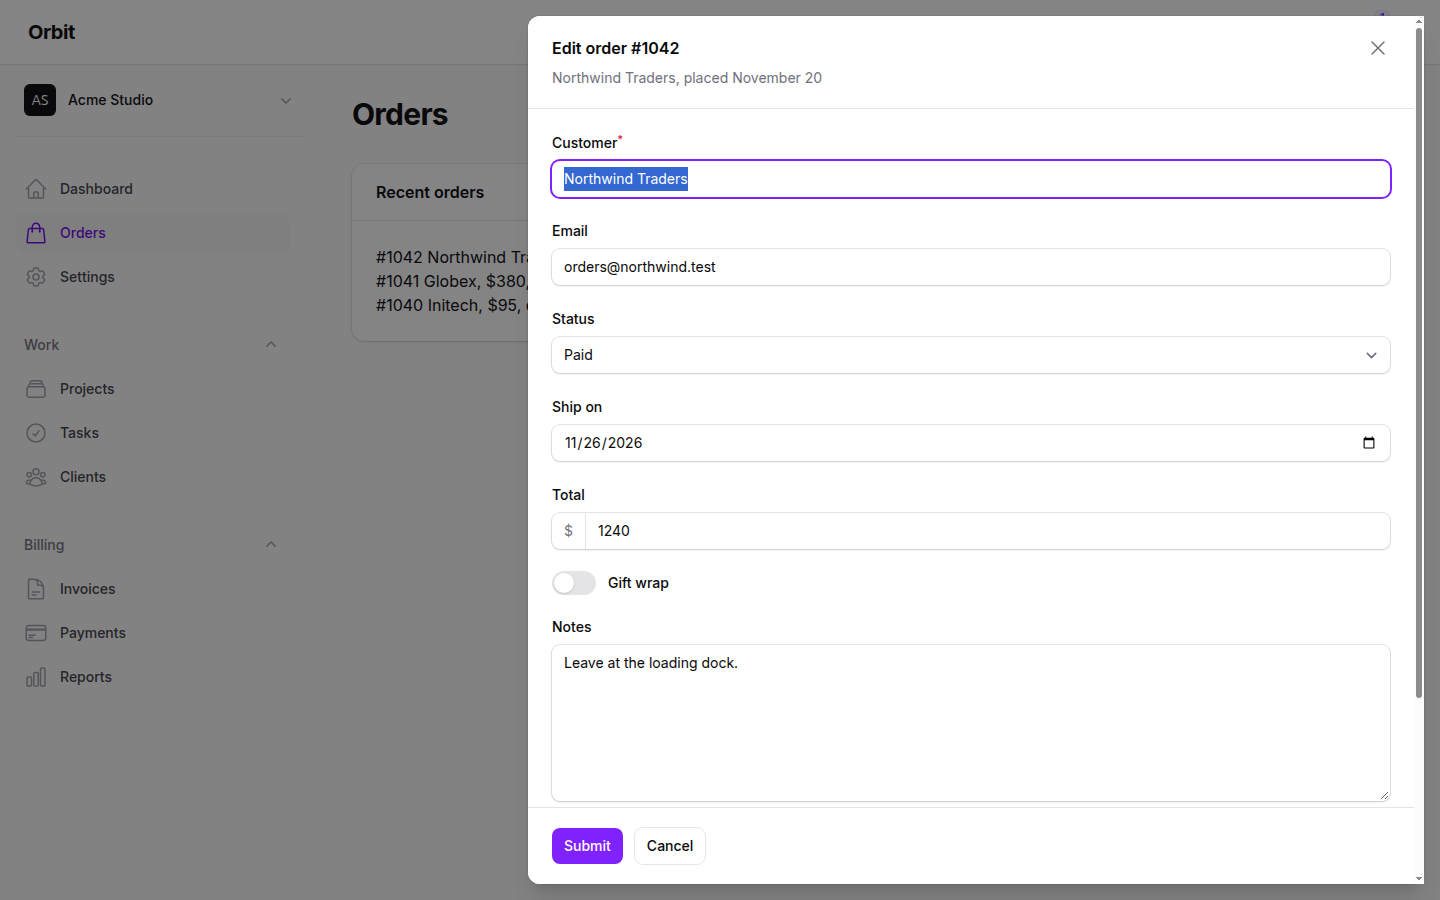 Orbit
AS
Acme Studio
Dashboard
Orders
Settings
Work
Projects
Tasks
Clients
Billing
Invoices
Payments
Reports
Orders
Recent orders
#1042 Northwind
#1041 Globex, $380,
#1040 Initech, $95,
Edit order #1042
Northwind Traders, placed November 20
Customer*
Northwind Traders
Email
orders@northwind.test
Status
Paid
Ship on
11/26/2026
Total
$ 1240
Gift wrap
Notes
Leave at the loading dock.
Submit
Cancel